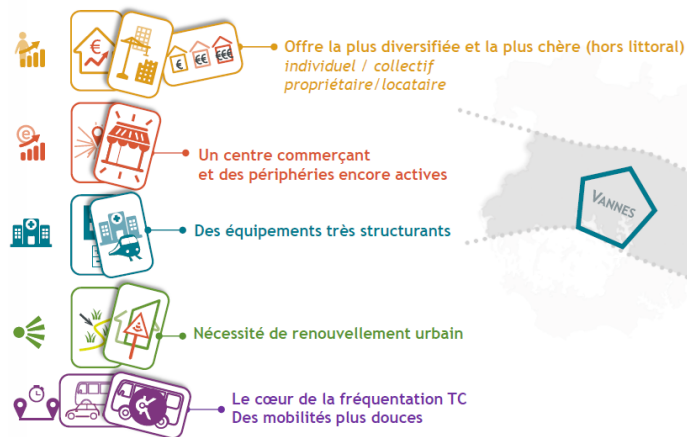 Offre la plus diversifiée et la plus chère (hors littoral)
individuel / collectif
propriétaire/locataire
€
€
€€
€€€
Un centre commerçant
et des périphéries encore actives
e
VANNES
Des équipements très structurants
Nécessité de renouvellement urbain
Le cœur de la fréquentation TC
Des mobilités plus douces